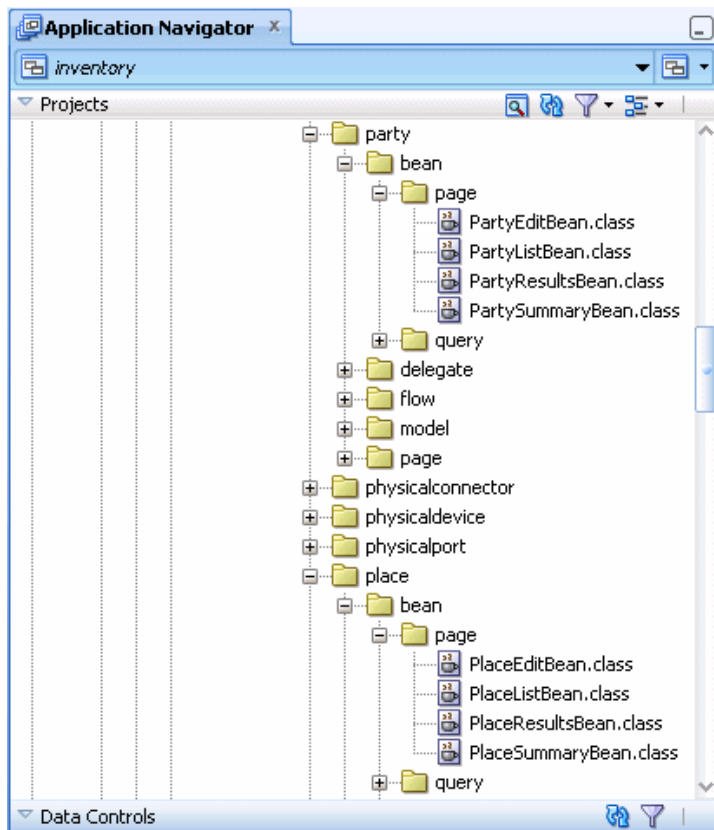 Application Navigator
inventory
Projects
party
bean
page
PartyEditBean.class
PartyListBean.class
PartyResultsBean.class
PartySummaryBean.class
query
delegate
flow
model
page
physicalconnector
physicaldevice
physicalport
place
bean
page
PlaceEditBean.class
PlaceListBean.class
PlaceResultsBean.class
PlaceSummaryBean.class
query
Data Controls